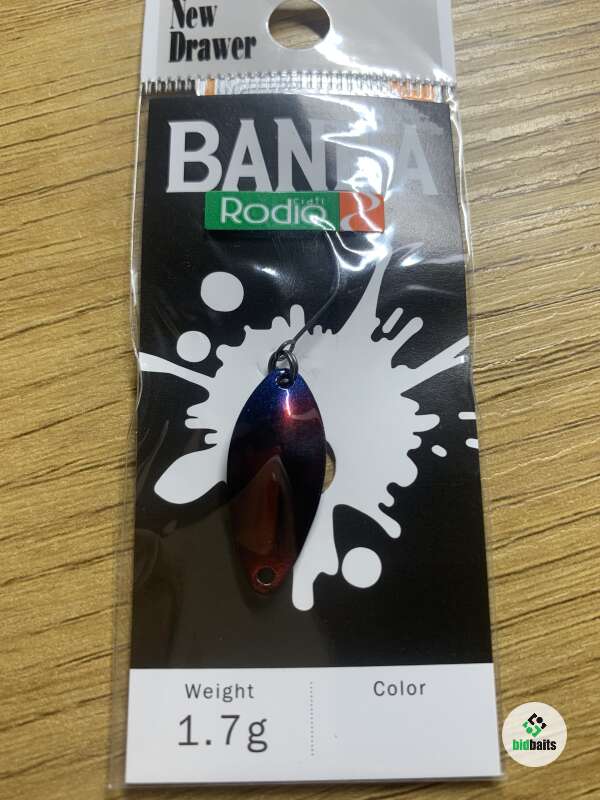 New
Drawer
Rodio
craft
Weight
1.7g
Color
bidbaits